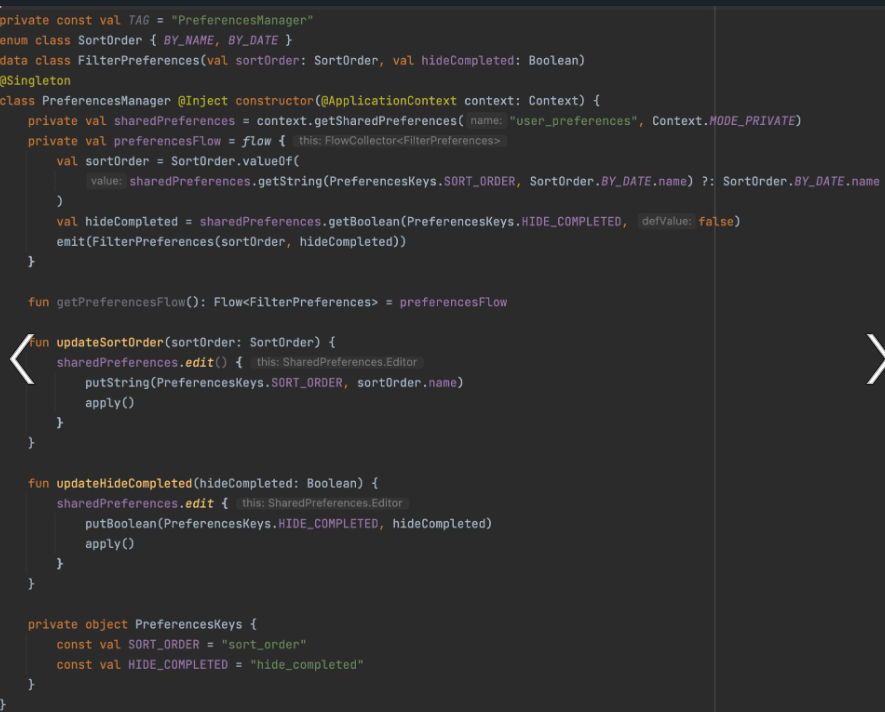 private const val TAG = "PreferencesManager"
enum class SortOrder { BY_NAME, BY_DATE }
data class FilterPreferences(val sortOrder: SortOrder, val hideCompleted: Boolean)
@Singleton
class PreferencesManager @Inject constructor(@ApplicationContext context: Context) {
    private val sharedPreferences = context.getSharedPreferences( name: "user_preferences", Context.MODE_PRIVATE)
    private val preferencesFlow = flow { this: FlowCollector<FilterPreferences>
        val sortOrder = SortOrder.valueOf(
            value: sharedPreferences.getString(PreferencesKeys.SORT_ORDER, SortOrder.BY_DATE.name) ?: SortOrder.BY_DATE.name
        )
        val hideCompleted = sharedPreferences.getBoolean(PreferencesKeys.HIDE_COMPLETED, defValue: false)
        emit(FilterPreferences(sortOrder, hideCompleted))
    }
    fun getPreferencesFlow(): Flow<FilterPreferences> = preferencesFlow
    fun updateSortOrder(sortOrder: SortOrder) {
        sharedPreferences.edit() { this: SharedPreferences.Editor
            putString(PreferencesKeys.SORT_ORDER, sortOrder.name)
            apply()
        }
    }
    fun updateHideCompleted(hideCompleted: Boolean) {
        sharedPreferences.edit { this: SharedPreferences.Editor
            putBoolean(PreferencesKeys.HIDE_COMPLETED, hideCompleted)
            apply()
        }
    }
    private object PreferencesKeys {
        const val SORT_ORDER = "sort_order"
        const val HIDE_COMPLETED = "hide_completed"
    }
}